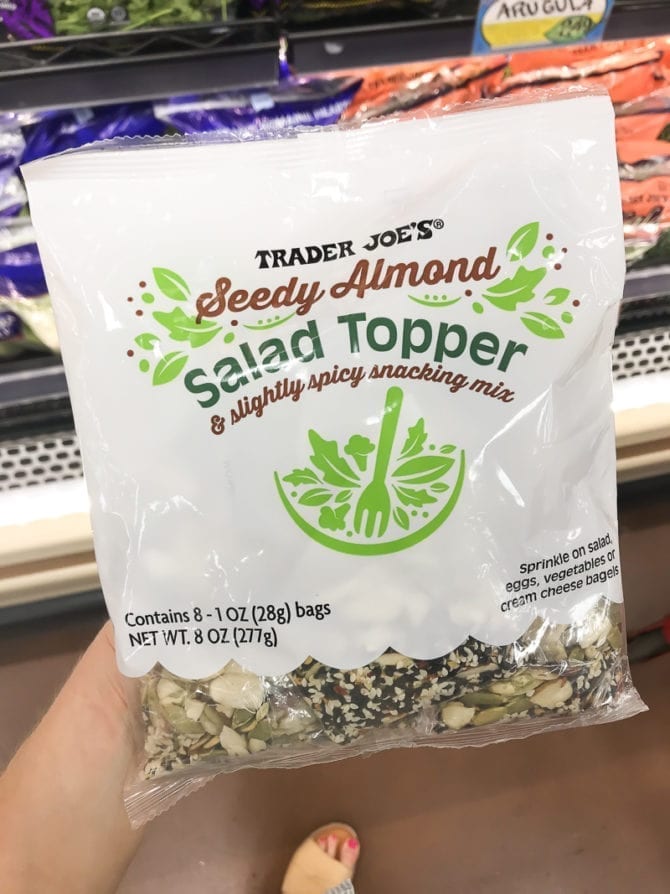 ARUGULA
TRADER JOE'S®
Seedy Almond
Salad Topper
& slightly spicy snacking mix
Sprinkle on salad,
eggs, vegetables or
cream cheese bagels
Contains 8 - 1 OZ (28g) bags
NET WT. 8 OZ (277g)